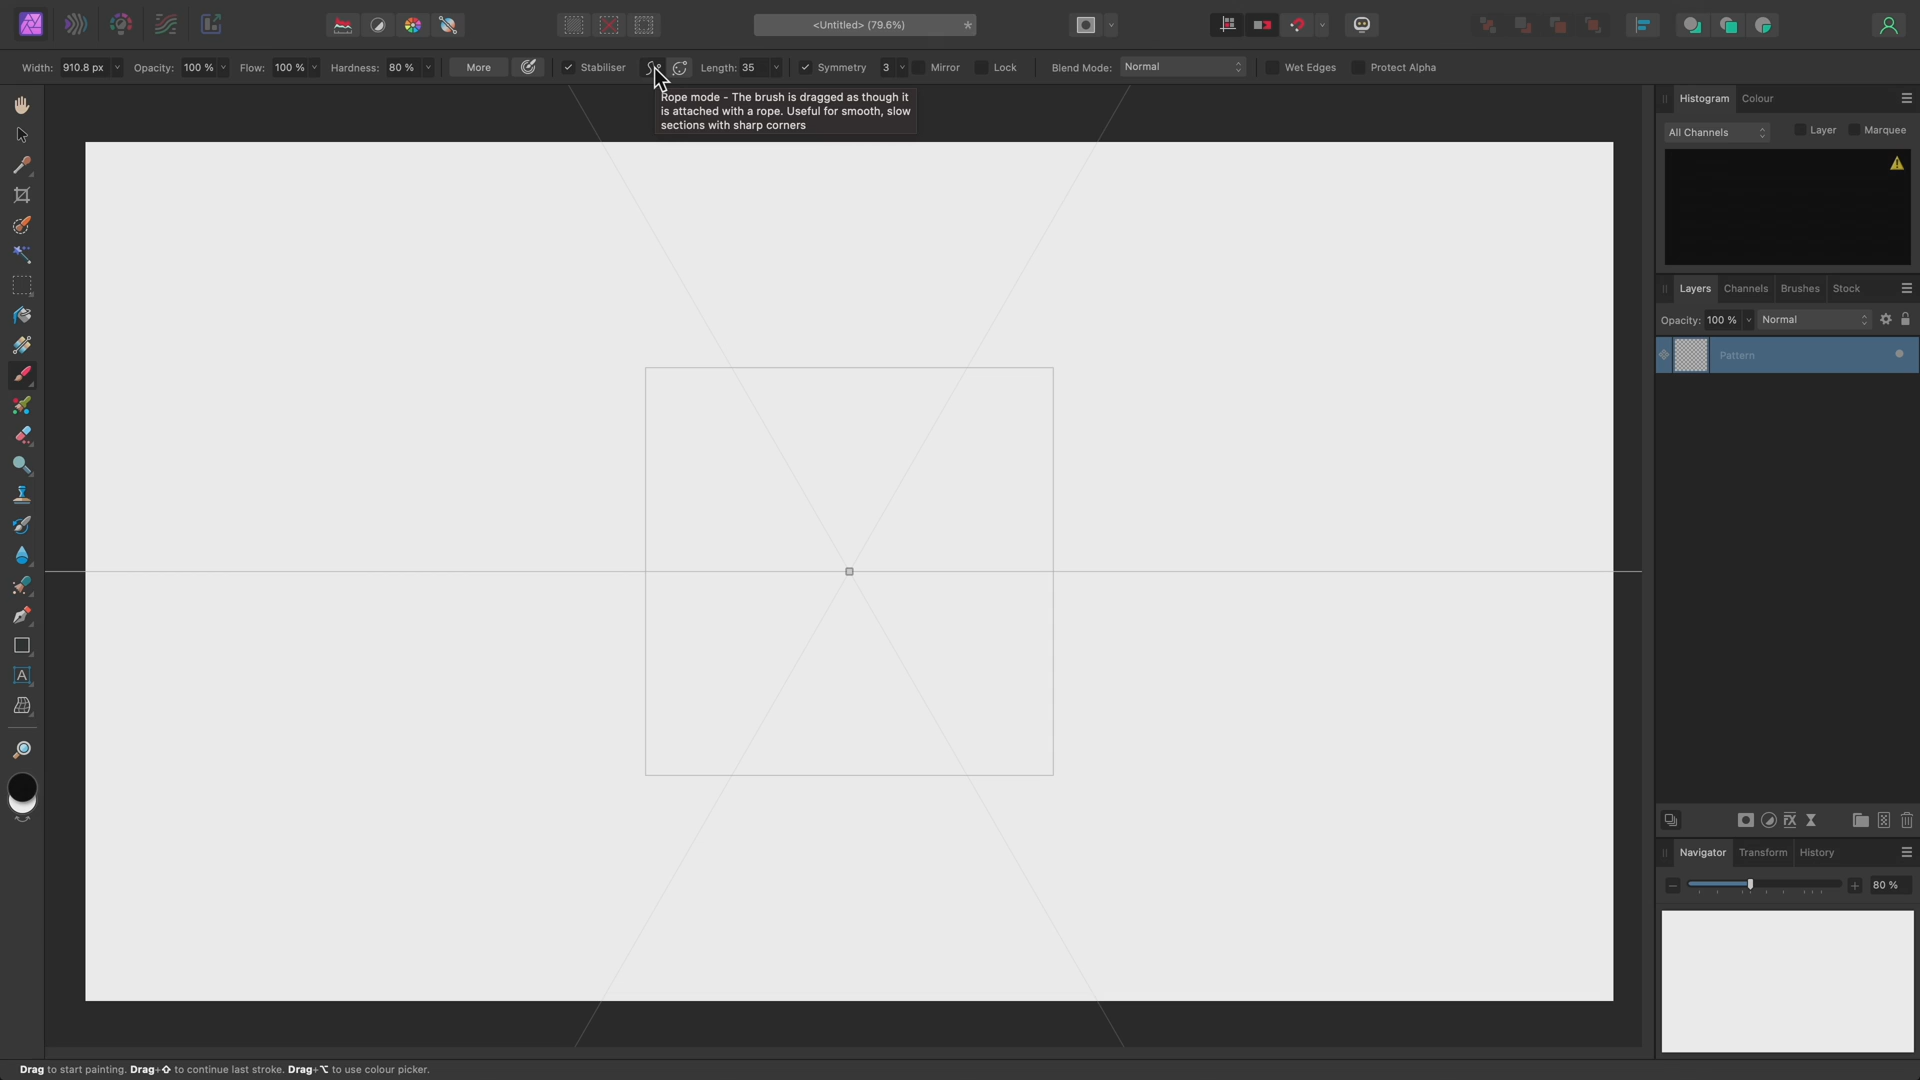 <Untitled> (79.6%)
*
Width: 910.8 px Opacity: 100 % Flow: 100 % Hardness: 80 % More Stabiliser Length: 35 Symmetry 3 Mirror Lock Blend Mode: Normal Wet Edges Protect Alpha
Rope mode - The brush is dragged as though it
is attached with a rope. Useful for smooth, slow
sections with sharp corners
Histogram Colour
All Channels Layer Marquee
Layers Channels Brushes Stock
Opacity: 100 % Normal
Pattern
A
Navigator Transform History
80 %
Drag to start painting. Drag+⇧ to continue last stroke. Drag+⌥ to use colour picker.